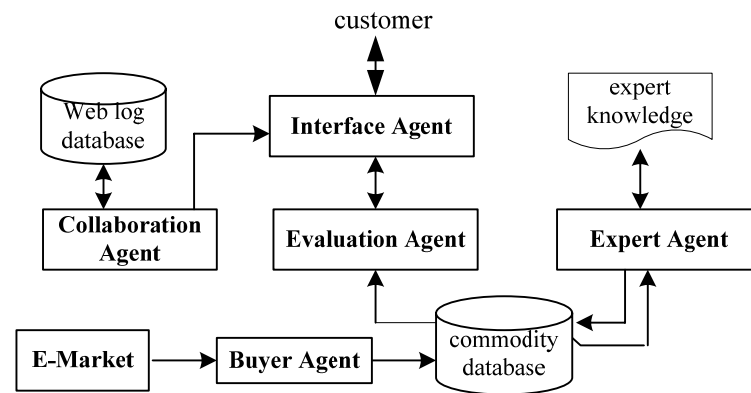 customer
Web log
database
Interface Agent
expert
knowledge
Collaboration
Agent
Evaluation Agent
Expert Agent
E-Market
Buyer Agent
commodity
database